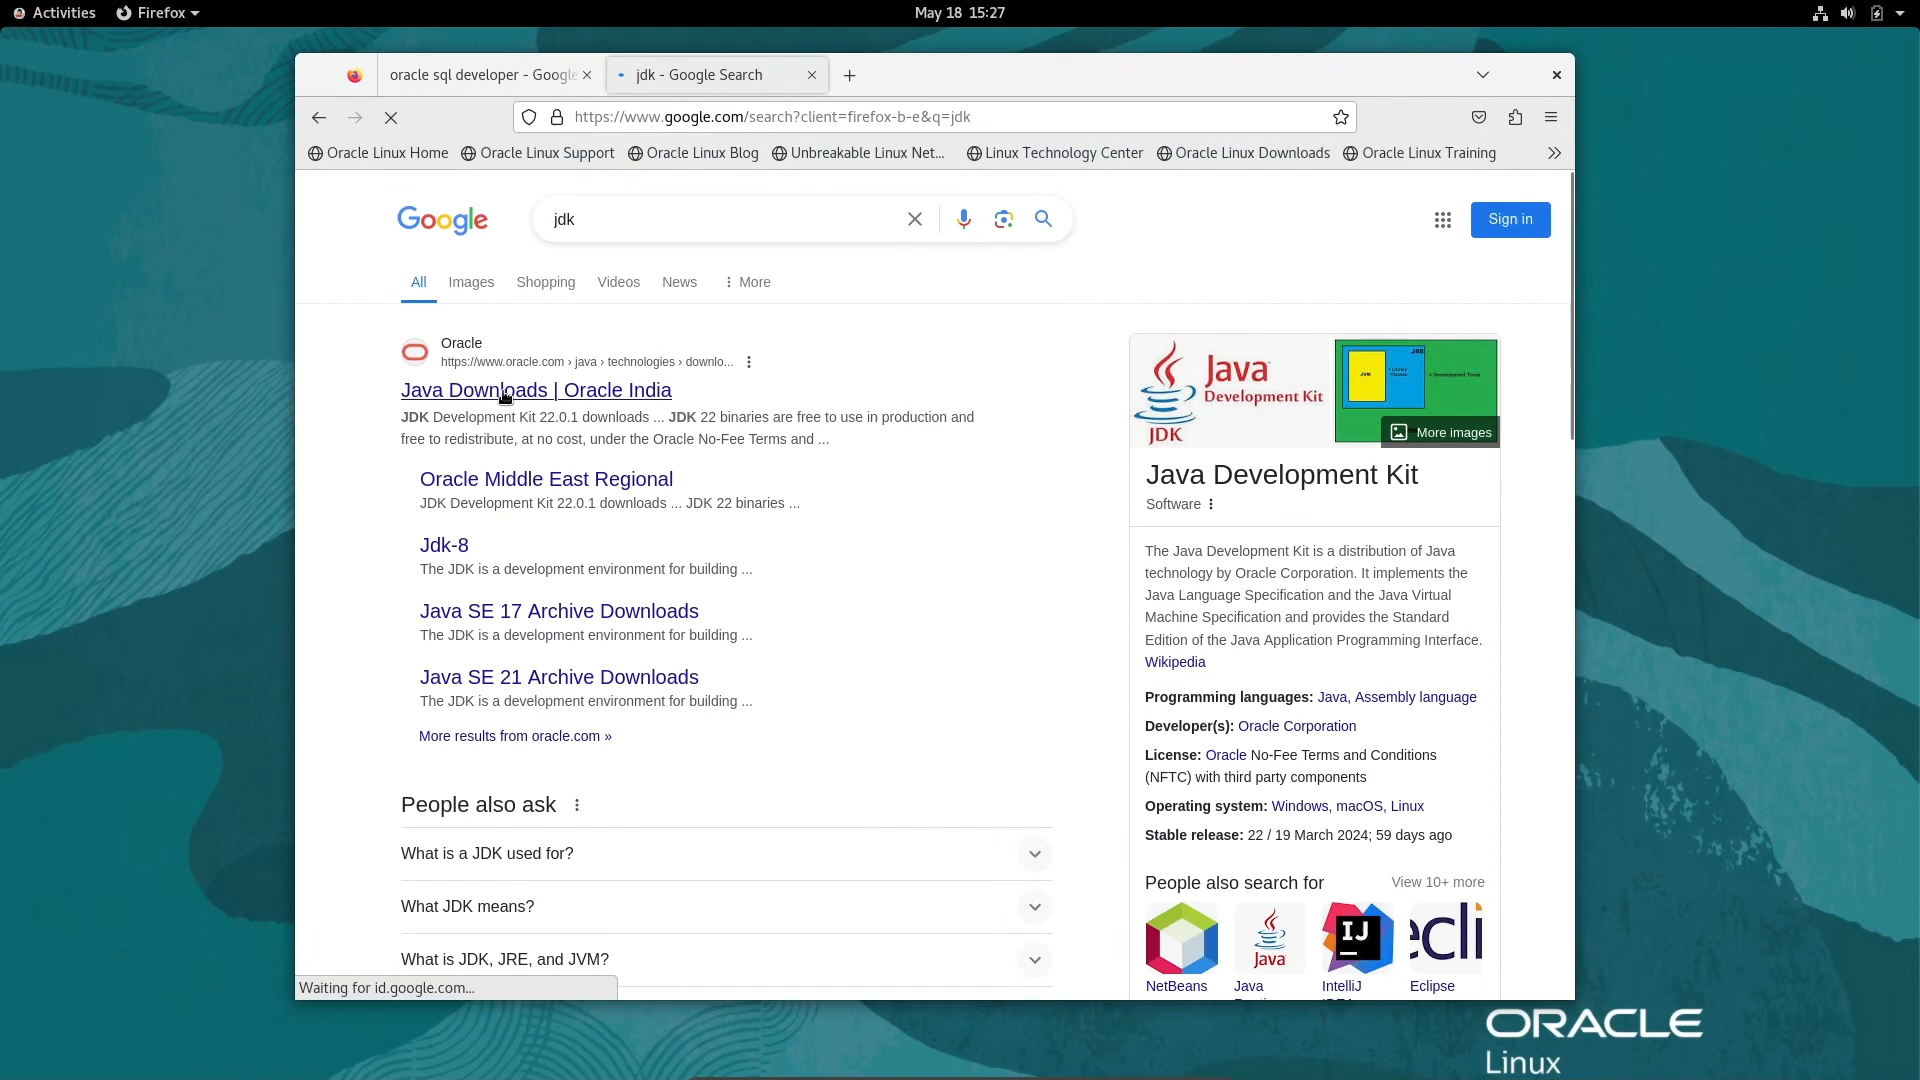 Activities Firefox May 18 15:27
oracle sql developer - Google jdk - Google Search
https://www.google.com/search?client=firefox-b-e&q=jdk
Oracle Linux Home Oracle Linux Support Oracle Linux Blog Unbreakable Linux Net... Linux Technology Center Oracle Linux Downloads Oracle Linux Training
Google jdk Sign in
All Images Shopping Videos News More
Oracle
https://www.oracle.com › java › technologies › downlo...
Java Downloads | Oracle India
JDK Development Kit 22.0.1 downloads ... JDK 22 binaries are free to use in production and
free to redistribute, at no cost, under the Oracle No-Fee Terms and ...
Oracle Middle East Regional
JDK Development Kit 22.0.1 downloads ... JDK 22 binaries ...
Jdk-8
The JDK is a development environment for building ...
Java SE 17 Archive Downloads
The JDK is a development environment for building ...
Java SE 21 Archive Downloads
The JDK is a development environment for building ...
More results from oracle.com »
People also ask
What is a JDK used for?
What JDK means?
What is JDK, JRE, and JVM?
Waiting for id.google.com...
Java
Development Kit
JDK
JVM
JRE
+ Development Tools
More images
Java Development Kit
Software
The Java Development Kit is a distribution of Java
technology by Oracle Corporation. It implements the
Java Language Specification and the Java Virtual
Machine Specification and provides the Standard
Edition of the Java Application Programming Interface.
Wikipedia
Programming languages: Java, Assembly language
Developer(s): Oracle Corporation
License: Oracle No-Fee Terms and Conditions
(NFTC) with third party components
Operating system: Windows, macOS, Linux
Stable release: 22 / 19 March 2024; 59 days ago
People also search for View 10+ more
IJ
Java
ecli
NetBeans Java IntelliJ Eclipse
ORACLE
Linux